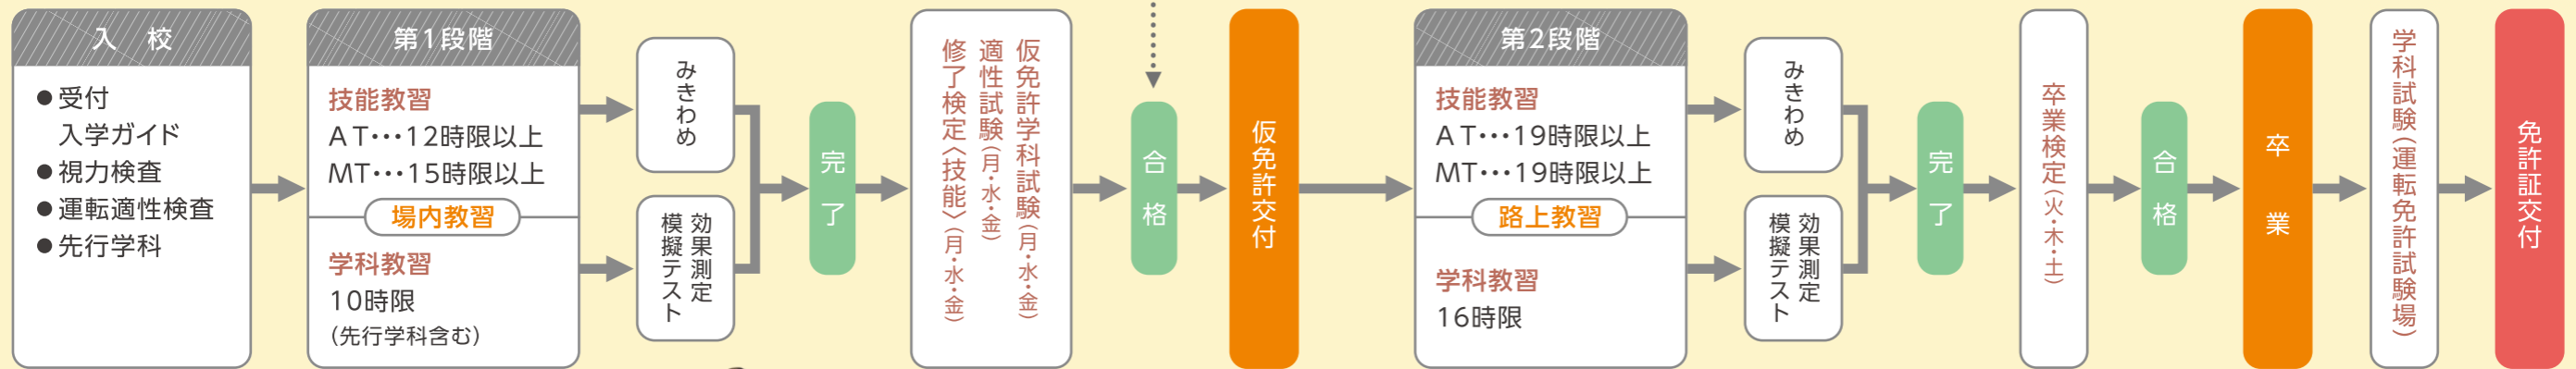 入 校
● 受付
入学ガイド
● 視力検査
● 運転適性検査
● 先行学科
第1段階
技能教習
AT・・・12時限以上
MT・・・15時限以上
場内教習
学科教習
10時限
(先行学科含む)
みきわめ
効果測定
模擬テスト
完了
仮免許学科試験(月・水・金)
適性試験(月・水・金)
修了検定〈技能〉(月・水・金)
合格
仮免許交付
第2段階
技能教習
AT・・・19時限以上
MT・・・19時限以上
路上教習
学科教習
16時限
みきわめ
効果測定
模擬テスト
完了
卒業検定(火・木・土)
合格
卒業
学科試験(運転免許試験場)
免許証交付